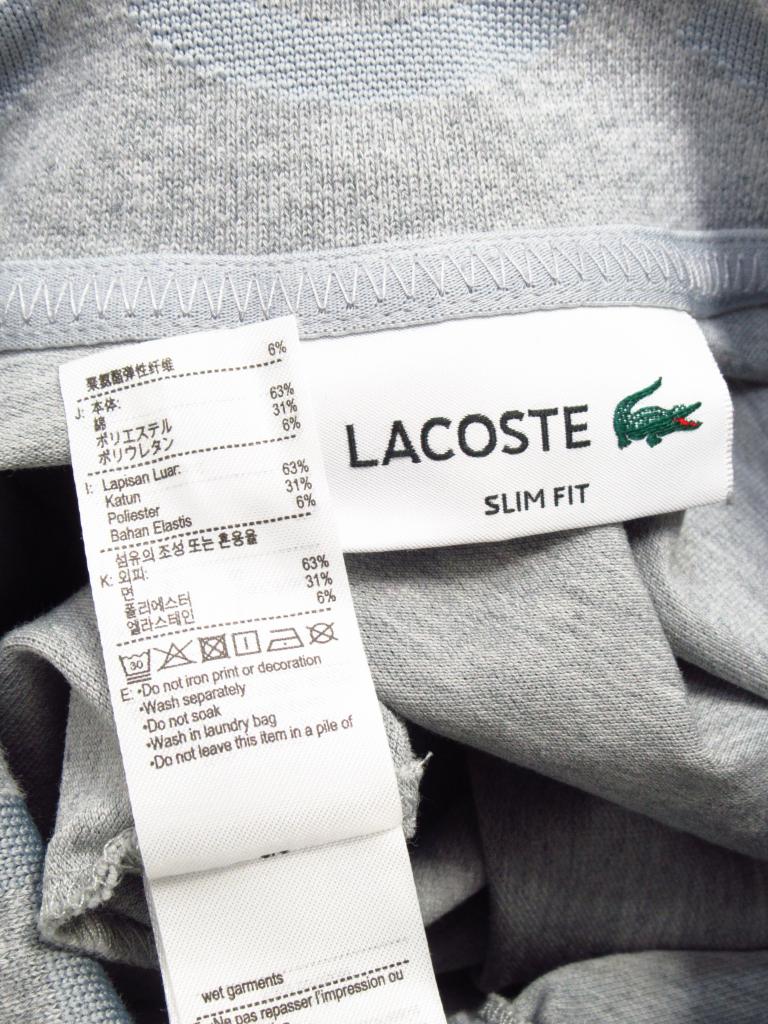 聚氨酯弹性纤维 6%
J: 本体:
綿 63%
ポリエステル 31%
ポリウレタン 6%
I: Lapisan Luar:
Katun 63%
Poliester 31%
Bahan Elastis 6%
섬유의 조성 또는 혼용율
K: 외피:
면 63%
폴리에스터 31%
엘라스테인 6%
30
E: •Do not iron print or decoration
•Wash separately
•Do not soak
•Wash in laundry bag
•Do not leave this item in a pile of
wet garments
•Ne pas repasser l'impression ou
LACOSTE
SLIM FIT